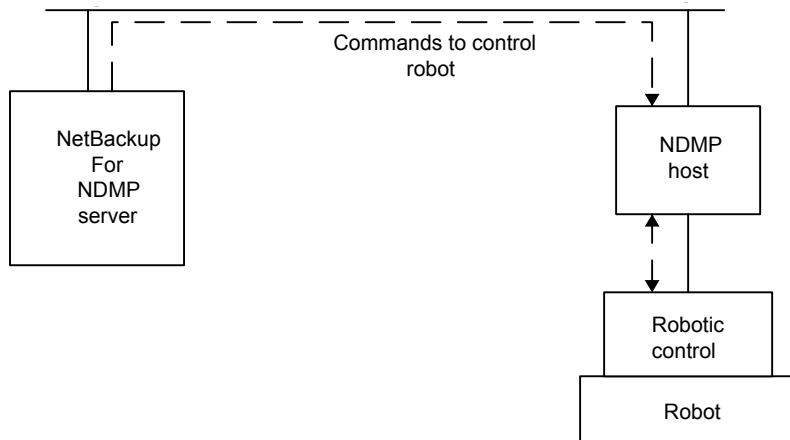 Commands to control
robot
NetBackup
For
NDMP
server
NDMP
host
Robotic
control
Robot